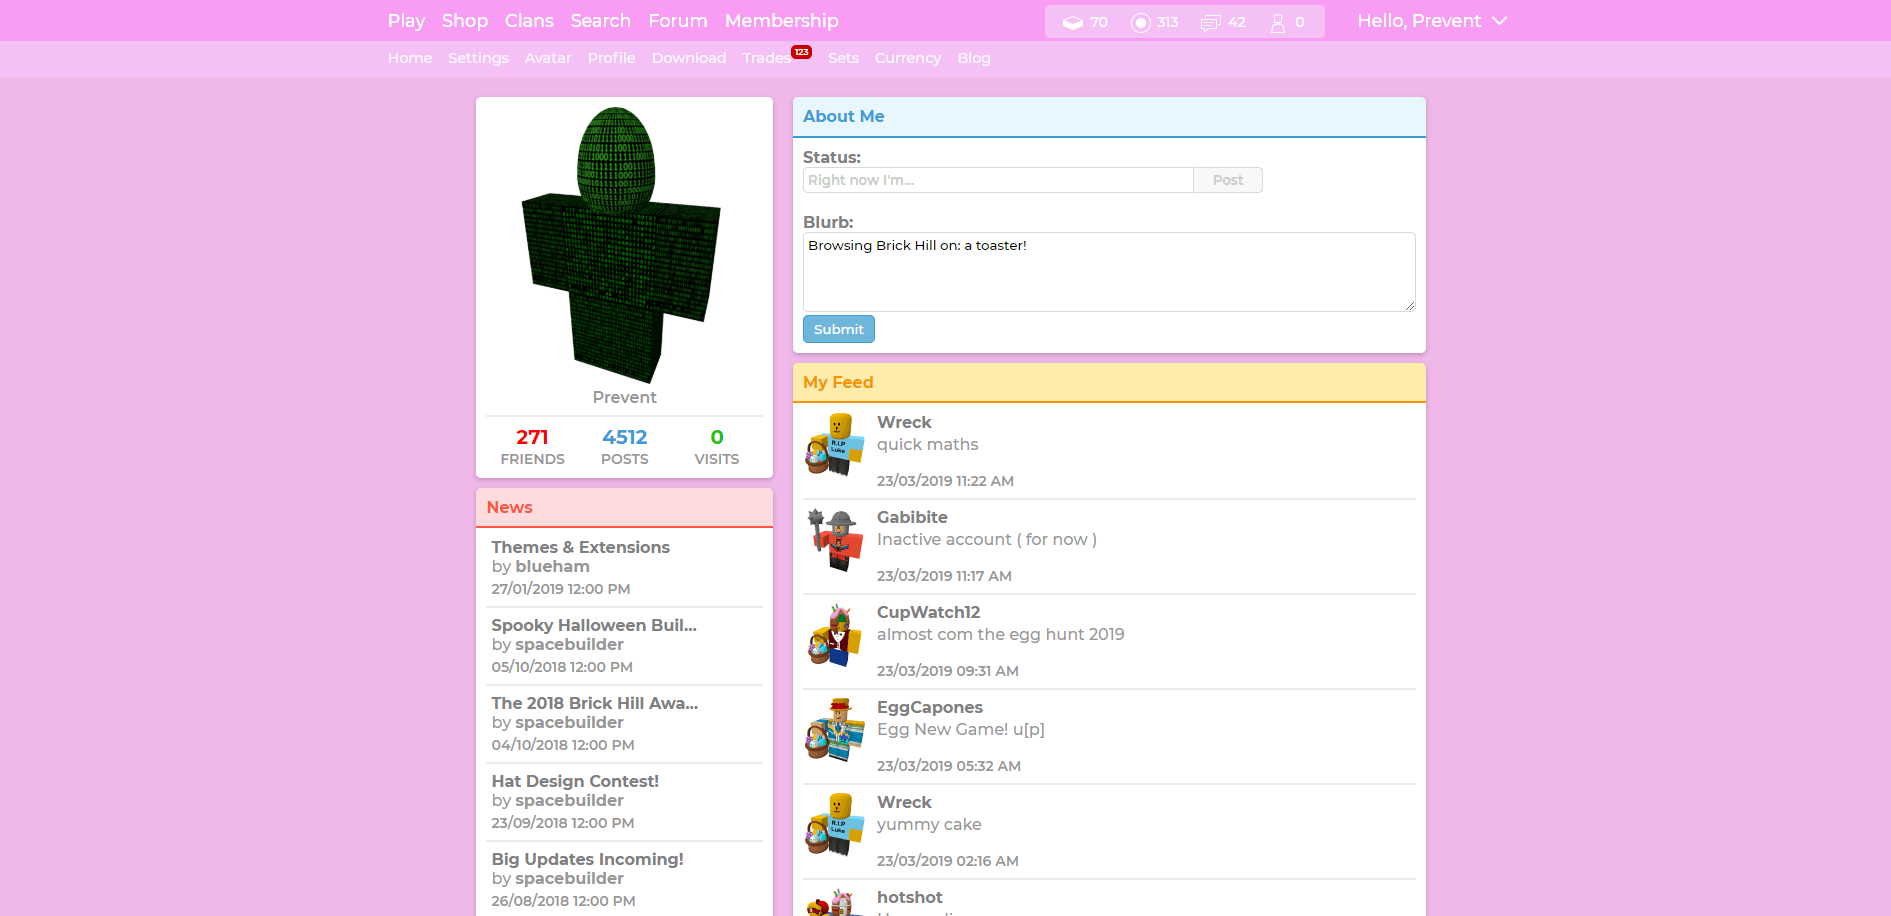 Play Shop Clans Search Forum Membership 70 313 42 0 Hello, Prevent
Home Settings Avatar Profile Download Trades 123 Sets Currency Blog
Prevent
271 4512 0
FRIENDS POSTS VISITS
News
Themes & Extensions
by blueham
27/01/2019 12:00 PM
Spooky Halloween Buil...
by spacebuilder
05/10/2018 12:00 PM
The 2018 Brick Hill Awa...
by spacebuilder
04/10/2018 12:00 PM
Hat Design Contest!
by spacebuilder
23/09/2018 12:00 PM
Big Updates Incoming!
by spacebuilder
26/08/2018 12:00 PM
About Me
Status:
Right now I'm... Post
Blurb:
Browsing Brick Hill on: a toaster!
Submit
My Feed
Wreck
quick maths
R.I.P
Luke
23/03/2019 11:22 AM
Gabibite
Inactive account ( for now )
23/03/2019 11:17 AM
CupWatch12
almost com the egg hunt 2019
23/03/2019 09:31 AM
EggCapones
Egg New Game! u[p]
23/03/2019 05:32 AM
Wreck
yummy cake
R.I.P
Luke
23/03/2019 02:16 AM
hotshot